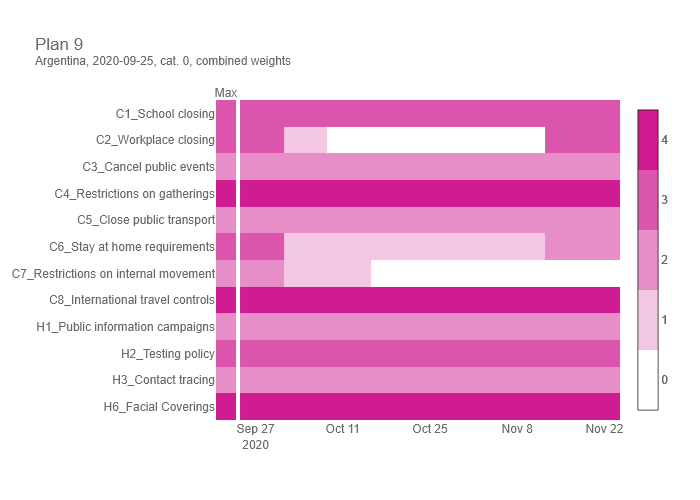 Plan 9
Argentina, 2020-09-25, cat. 0, combined weights
Max
C1_School closing
C2_Workplace closing
C3_Cancel public events
C4_Restrictions on gatherings
C5_Close public transport
C6_Stay at home requirements
C7_Restrictions on internal movement
C8_International travel controls
H1_Public information campaigns
H2_Testing policy
H3_Contact tracing
H6_Facial Coverings
4
3
2
1
0
Sep 27 Oct 11 Oct 25 Nov 8 Nov 22
2020